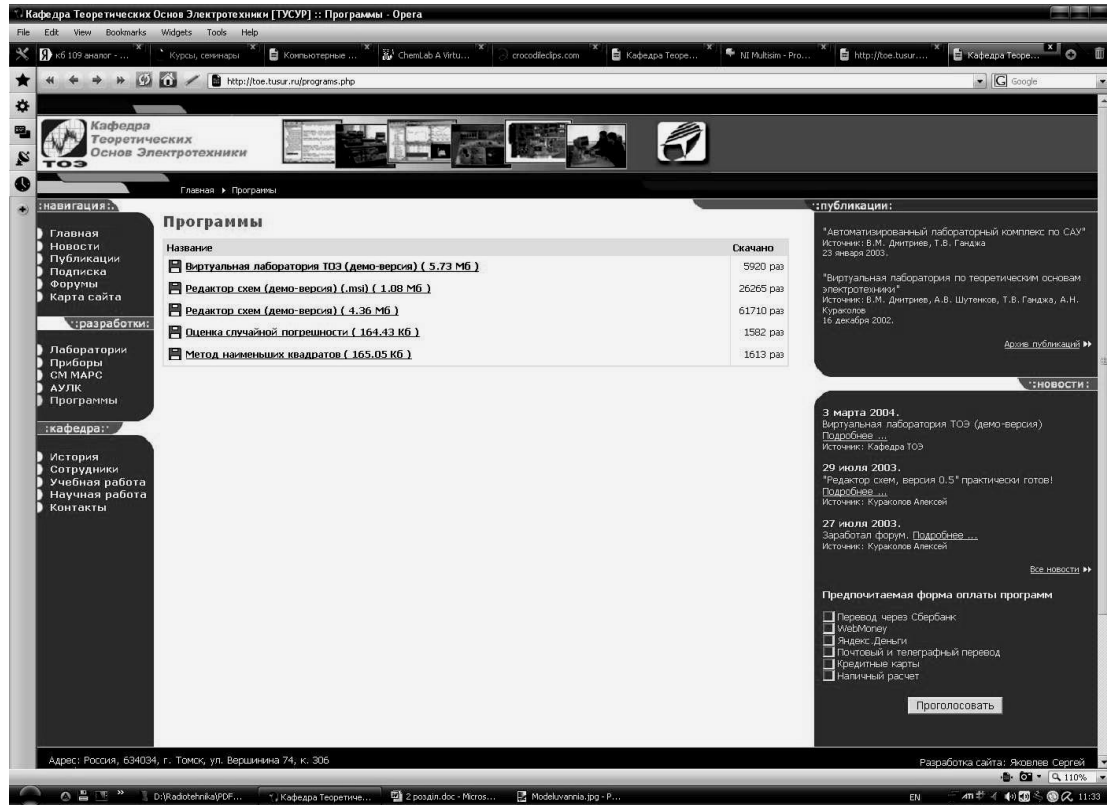 Кафедра Теоретических Основ Электротехники [ТУСУР] :: Программы - Opera
File Edit View Bookmarks Widgets Tools Help
кб 109 аналог - ... Курсы, семинары Компьютерные ... ChemLab A Virtu... crocodileclips.com Кафедра Теоре... NI Multisim - Pro... http://toe.tusur.... Кафедра Теоре...
http://toe.tusur.ru/programs.php Google
Кафедра
Теоретических
Основ Электротехники
ТОЭ
Главная Программы
:навигация:.
Главная
Новости
Публикации
Подписка
Форумы
Карта сайта
:разработки:
Лаборатории
Приборы
СМ МАРС
АУЛК
Программы
:кафедра:
История
Сотрудники
Учебная работа
Научная работа
Контакты
Программы
Название Скачано
Виртуальная лаборатория ТОЭ (демо-версия) ( 5.73 Мб ) 5920 раз
Редактор схем (демо-версия) (.msi) ( 1.08 Мб ) 26265 раз
Редактор схем (демо-версия) ( 4.36 Мб ) 61710 раз
Оценка случайной погрешности ( 164.43 Кб ) 1582 раз
Метод наименьших квадратов ( 165.05 Кб ) 1613 раз
:публикации:
"Автоматизированный лабораторный комплекс по САУ"
Источник: В.М. Дмитриев, Т.В. Ганджа
23 января 2003.
"Виртуальная лаборатория по теоретическим основам
электротехники"
Источник: В.М. Дмитриев, А.В. Шутенков, Т.В. Ганджа, А.Н.
Кураколов
16 декабря 2002.
Архив публикаций
:новости:
3 марта 2004.
Виртуальная лаборатория ТОЭ (демо-версия)
Подробнее ...
Источник: Кафедра ТОЭ
29 июля 2003.
"Редактор схем, версия 0.5" практически готов!
Подробнее ...
Источник: Кураколов Алексей
27 июля 2003.
Заработал форум. Подробнее ...
Источник: Кураколов Алексей
Все новости
Предпочитаемая форма оплаты программ
Перевод через Сбербанк
WebMoney
Яндекс.Деньги
Почтовый и телеграфный перевод
Кредитные карты
Наличный расчет
Проголосовать
Адрес: Россия, 634034, г. Томск, ул. Вершинина 74, к. 306 Разработка сайта: Яковлев Сергей
110%
D:\Radiotehnika\PDF... Кафедра Теоретиче... 2 розділ.doc - Micros... Modeluvannia.jpg - P... EN 11:33